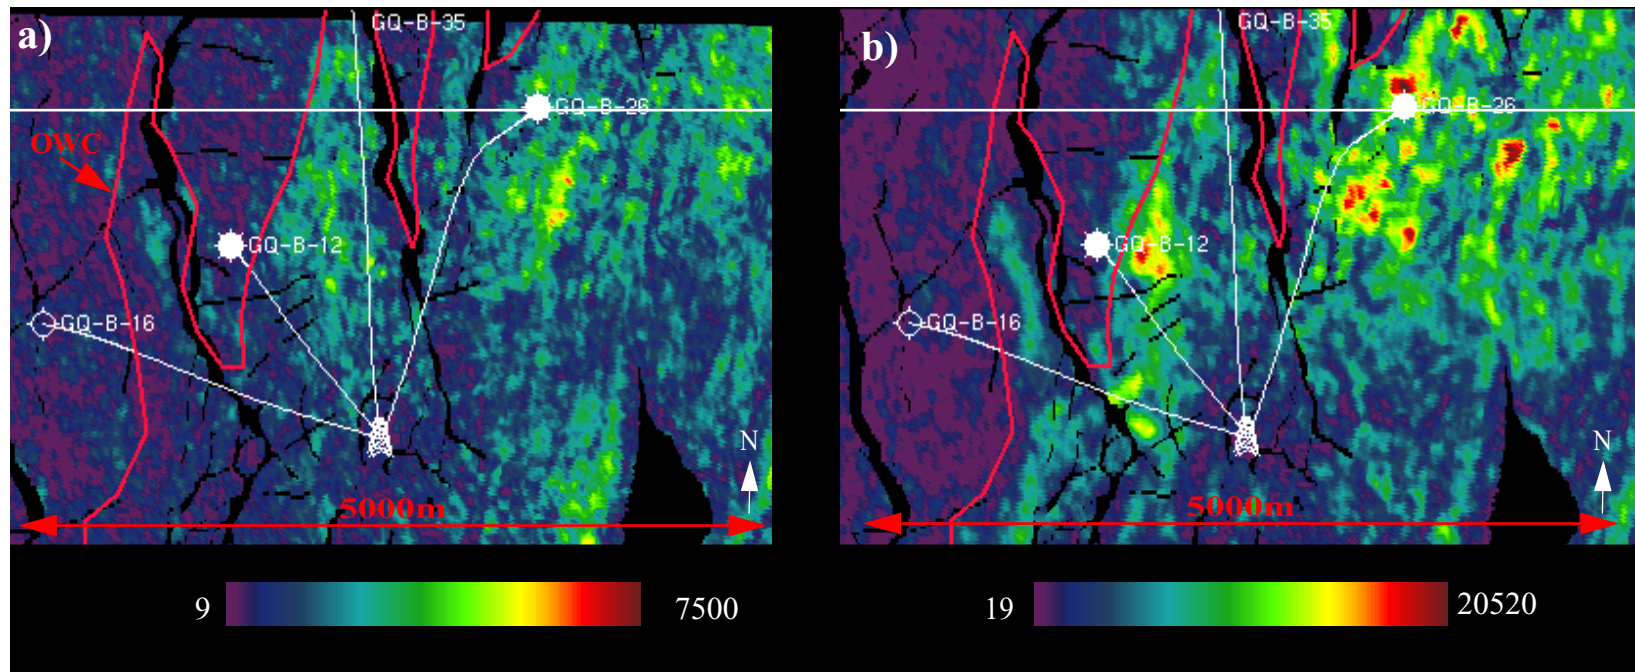 a)
GQ-B-35
GQ-B-26
OWC
GQ-B-12
GQ-B-16
N
5000m
9
7500
b)
GQ-B-35
GQ-B-26
GQ-B-12
GQ-B-16
N
5000m
19
20520